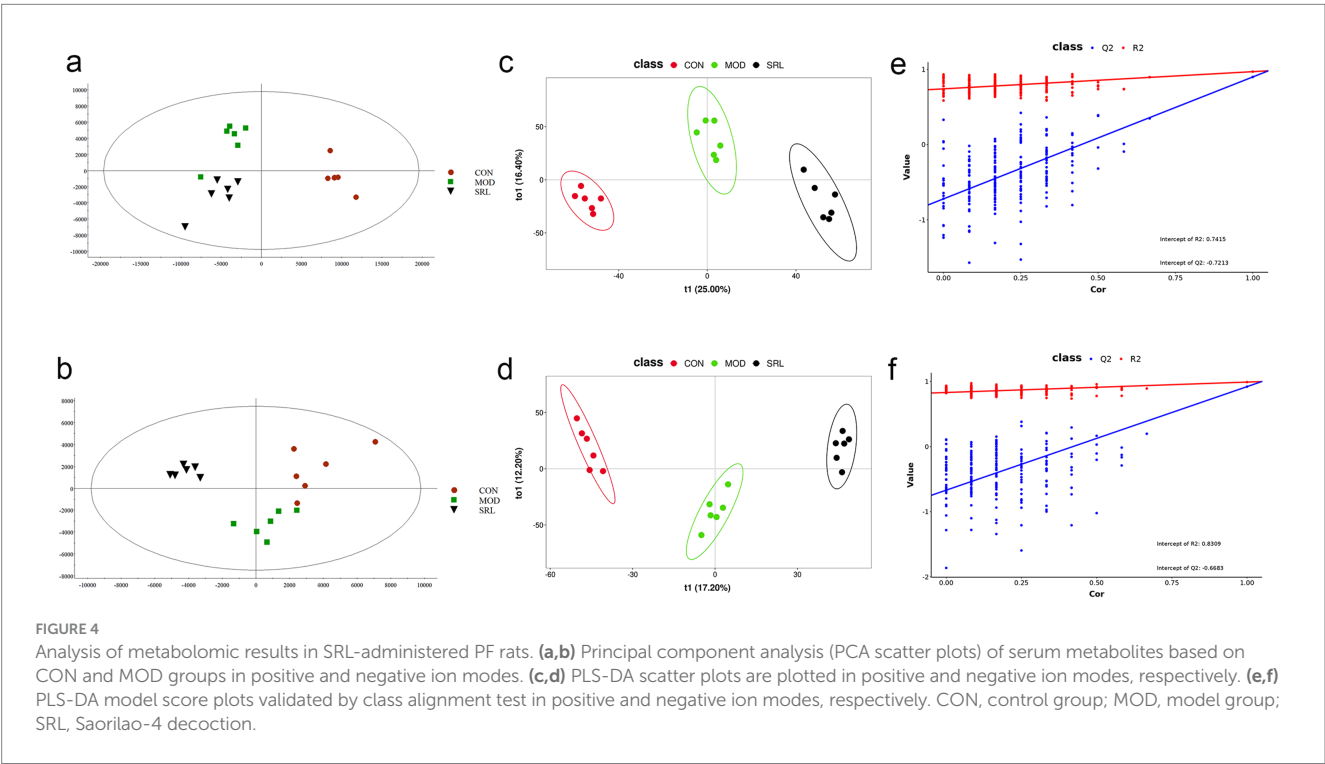 a
10000
8000
6000
4000
2000
0
-2000
-4000
-6000
-8000
-10000
-20000 -15000 -10000 -5000 0 5000 10000 15000 20000
CON
MOD
SRL
c
class CON MOD SRL
to1 (16.40%)
50
0
-50
-40 0 40
t1 (25.00%)
e
class Q2 R2
Value
1
0
-1
Intercept of R2: 0.7415
Intercept of Q2: -0.7213
0.00 0.25 0.50 0.75 1.00
Cor
b
8000
6000
4000
2000
0
-2000
-4000
-6000
-8000
-10000 -8000 -6000 -4000 -2000 0 2000 4000 6000 8000 10000
CON
MOD
SRL
d
class CON MOD SRL
to1 (12.20%)
50
0
-50
-60 -30 0 30
t1 (17.20%)
f
class Q2 R2
Value
1
0
-1
-2
Intercept of R2: 0.8309
Intercept of Q2: -0.6683
0.00 0.25 0.50 0.75 1.00
Cor
FIGURE 4
Analysis of metabolomic results in SRL-administered PF rats. (a,b) Principal component analysis (PCA scatter plots) of serum metabolites based on
CON and MOD groups in positive and negative ion modes. (c,d) PLS-DA scatter plots are plotted in positive and negative ion modes, respectively. (e,f)
PLS-DA model score plots validated by class alignment test in positive and negative ion modes, respectively. CON, control group; MOD, model group;
SRL, Saorilao-4 decoction.